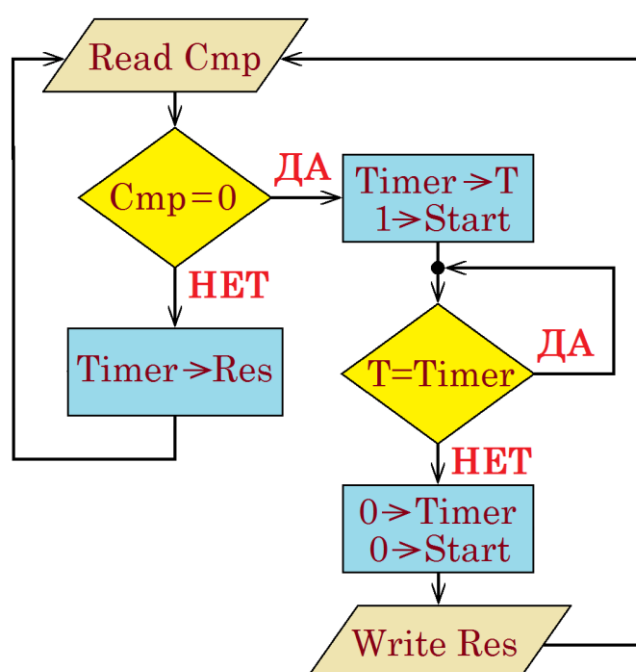 Read Cmp
Cmp=0
ДА
Timer→T
1→Start
НЕТ
Timer→Res
T=Timer
ДА
НЕТ
0→Timer
0→Start
Write Res